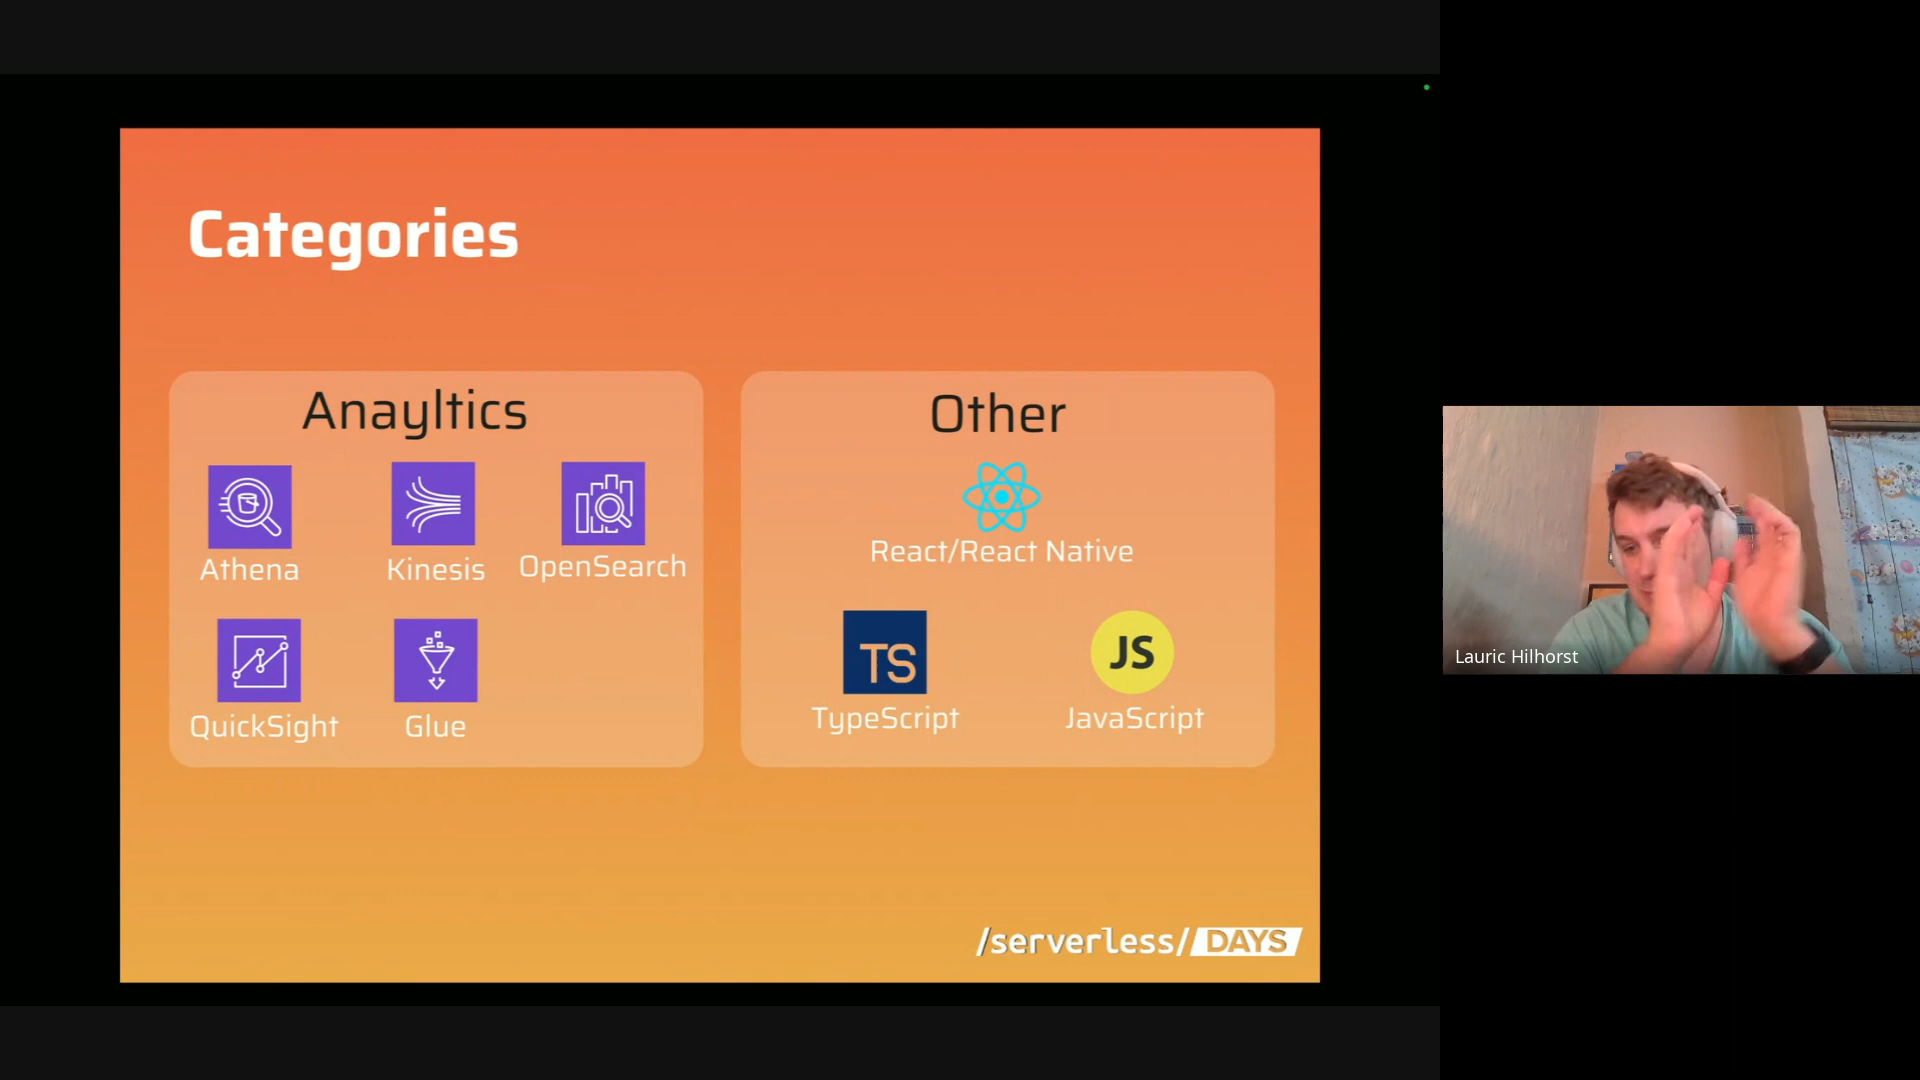 Categories
Anayltics
Athena
Kinesis
OpenSearch
QuickSight
Glue
Other
React/React Native
TS
JS
TypeScript
JavaScript
/serverless/DAYS
Lauric Hilhorst